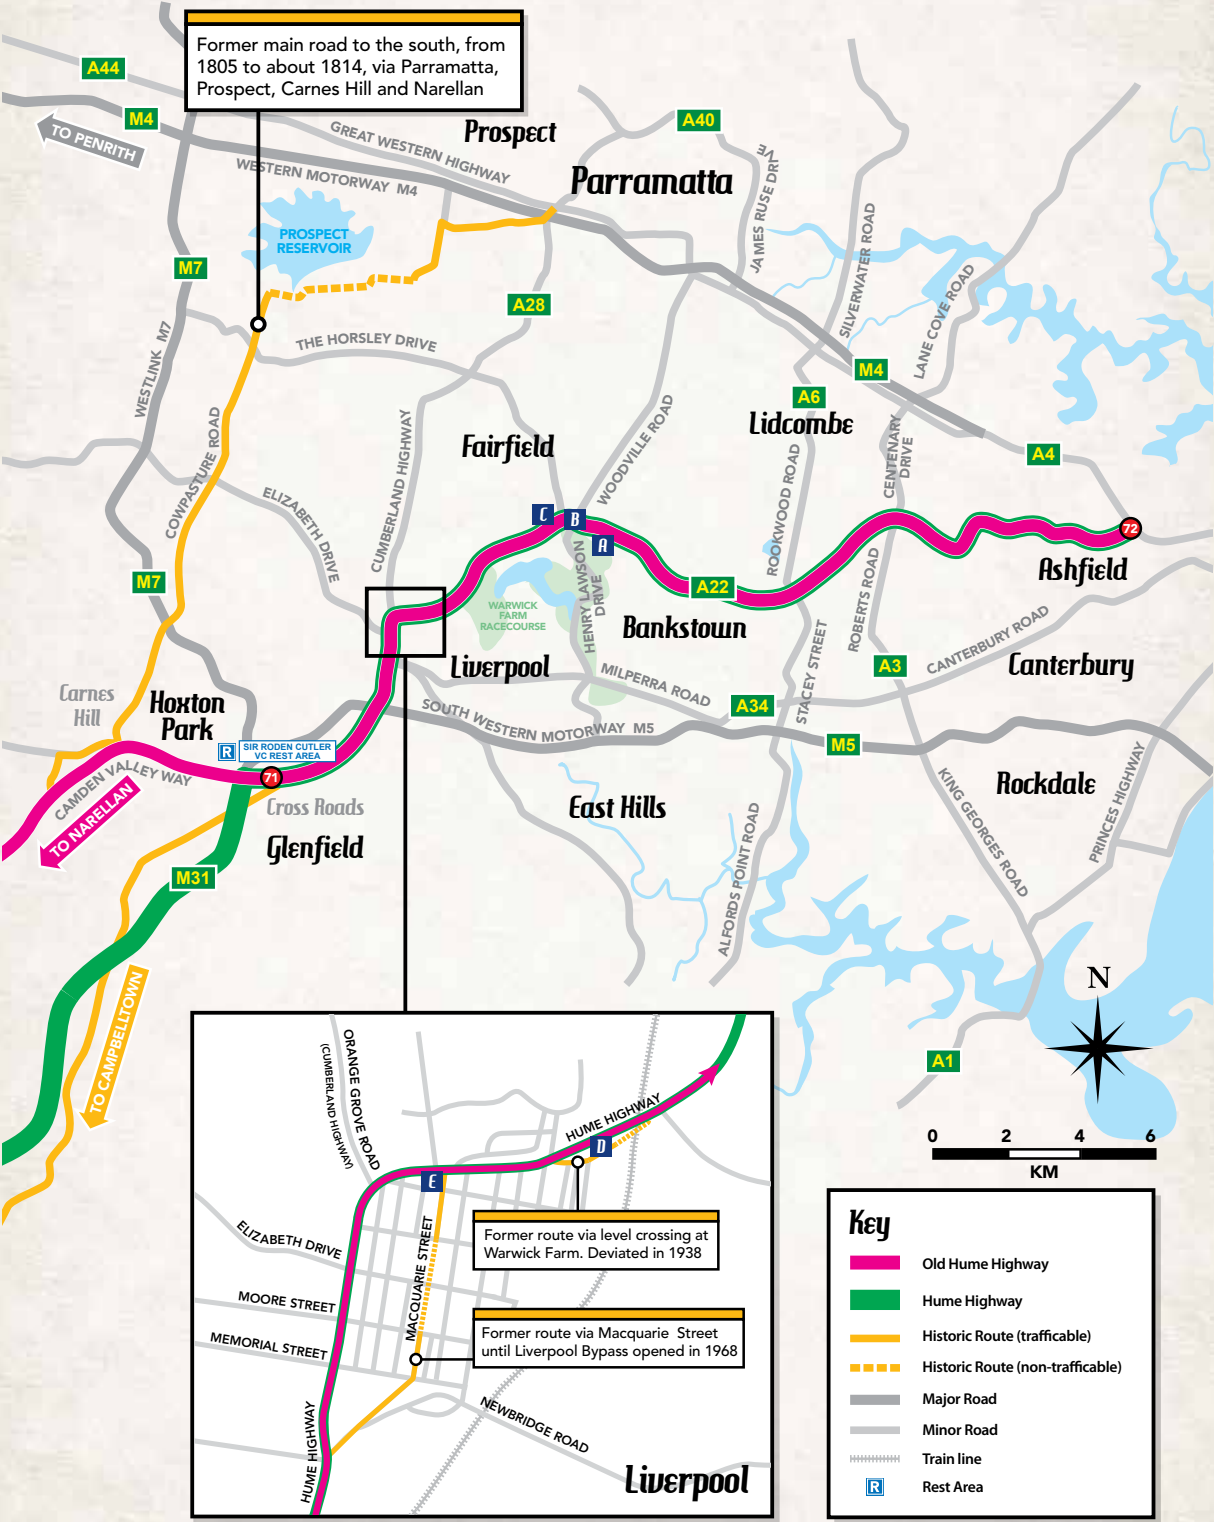 Former main road to the south, from
1805 to about 1814, via Parramatta,
Prospect, Carnes Hill and Narellan
A44
M4
TO PENRITH
GREAT WESTERN HIGHWAY
WESTERN MOTORWAY M4
Prospect
Parramatta
A40
JAMES RUSE DRIVE
SILVERWATER ROAD
LANE COVE ROAD
PROSPECT
RESERVOIR
M7
WESTLINK M7
A28
THE HORSLEY DRIVE
M4
A6
Lidcombe
CENTENARY
DRIVE
A4
Fairfield
WOODVILLE ROAD
CUMBERLAND HIGHWAY
COWPASTURE ROAD
ELIZABETH DRIVE
ROOKWOOD ROAD
C
B
A
72
Ashfield
M7
WARWICK
FARM
RACECOURSE
HENRY LAWSON
DRIVE
A22
Bankstown
ROBERTS ROAD
CANTERBURY ROAD
Canterbury
A3
Liverpool
MILPERRA ROAD
A34
STACEY STREET
Carnes
Hill
Hoxton
Park
SOUTH WESTERN MOTORWAY M5
M5
R
SIR RODEN CUTLER
VC REST AREA
71
CAMDEN VALLEY WAY
TO NARELLAN
Cross Roads
Glenfield
East Hills
Rockdale
KING GEORGES ROAD
PRINCES HIGHWAY
ALFORDS POINT ROAD
M31
TO CAMPBELLTOWN
N
A1
0 2 4 6
KM
ORANGE GROVE ROAD
(CUMBERLAND HIGHWAY)
HUME HIGHWAY
D
E
ELIZABETH DRIVE
MACQUARIE STREET
Former route via level crossing at
Warwick Farm. Deviated in 1938
MOORE STREET
MEMORIAL STREET
Former route via Macquarie Street
until Liverpool Bypass opened in 1968
HUME HIGHWAY
NEWBRIDGE ROAD
Liverpool
Key
Old Hume Highway
Hume Highway
Historic Route (trafficable)
Historic Route (non-trafficable)
Major Road
Minor Road
Train line
R Rest Area